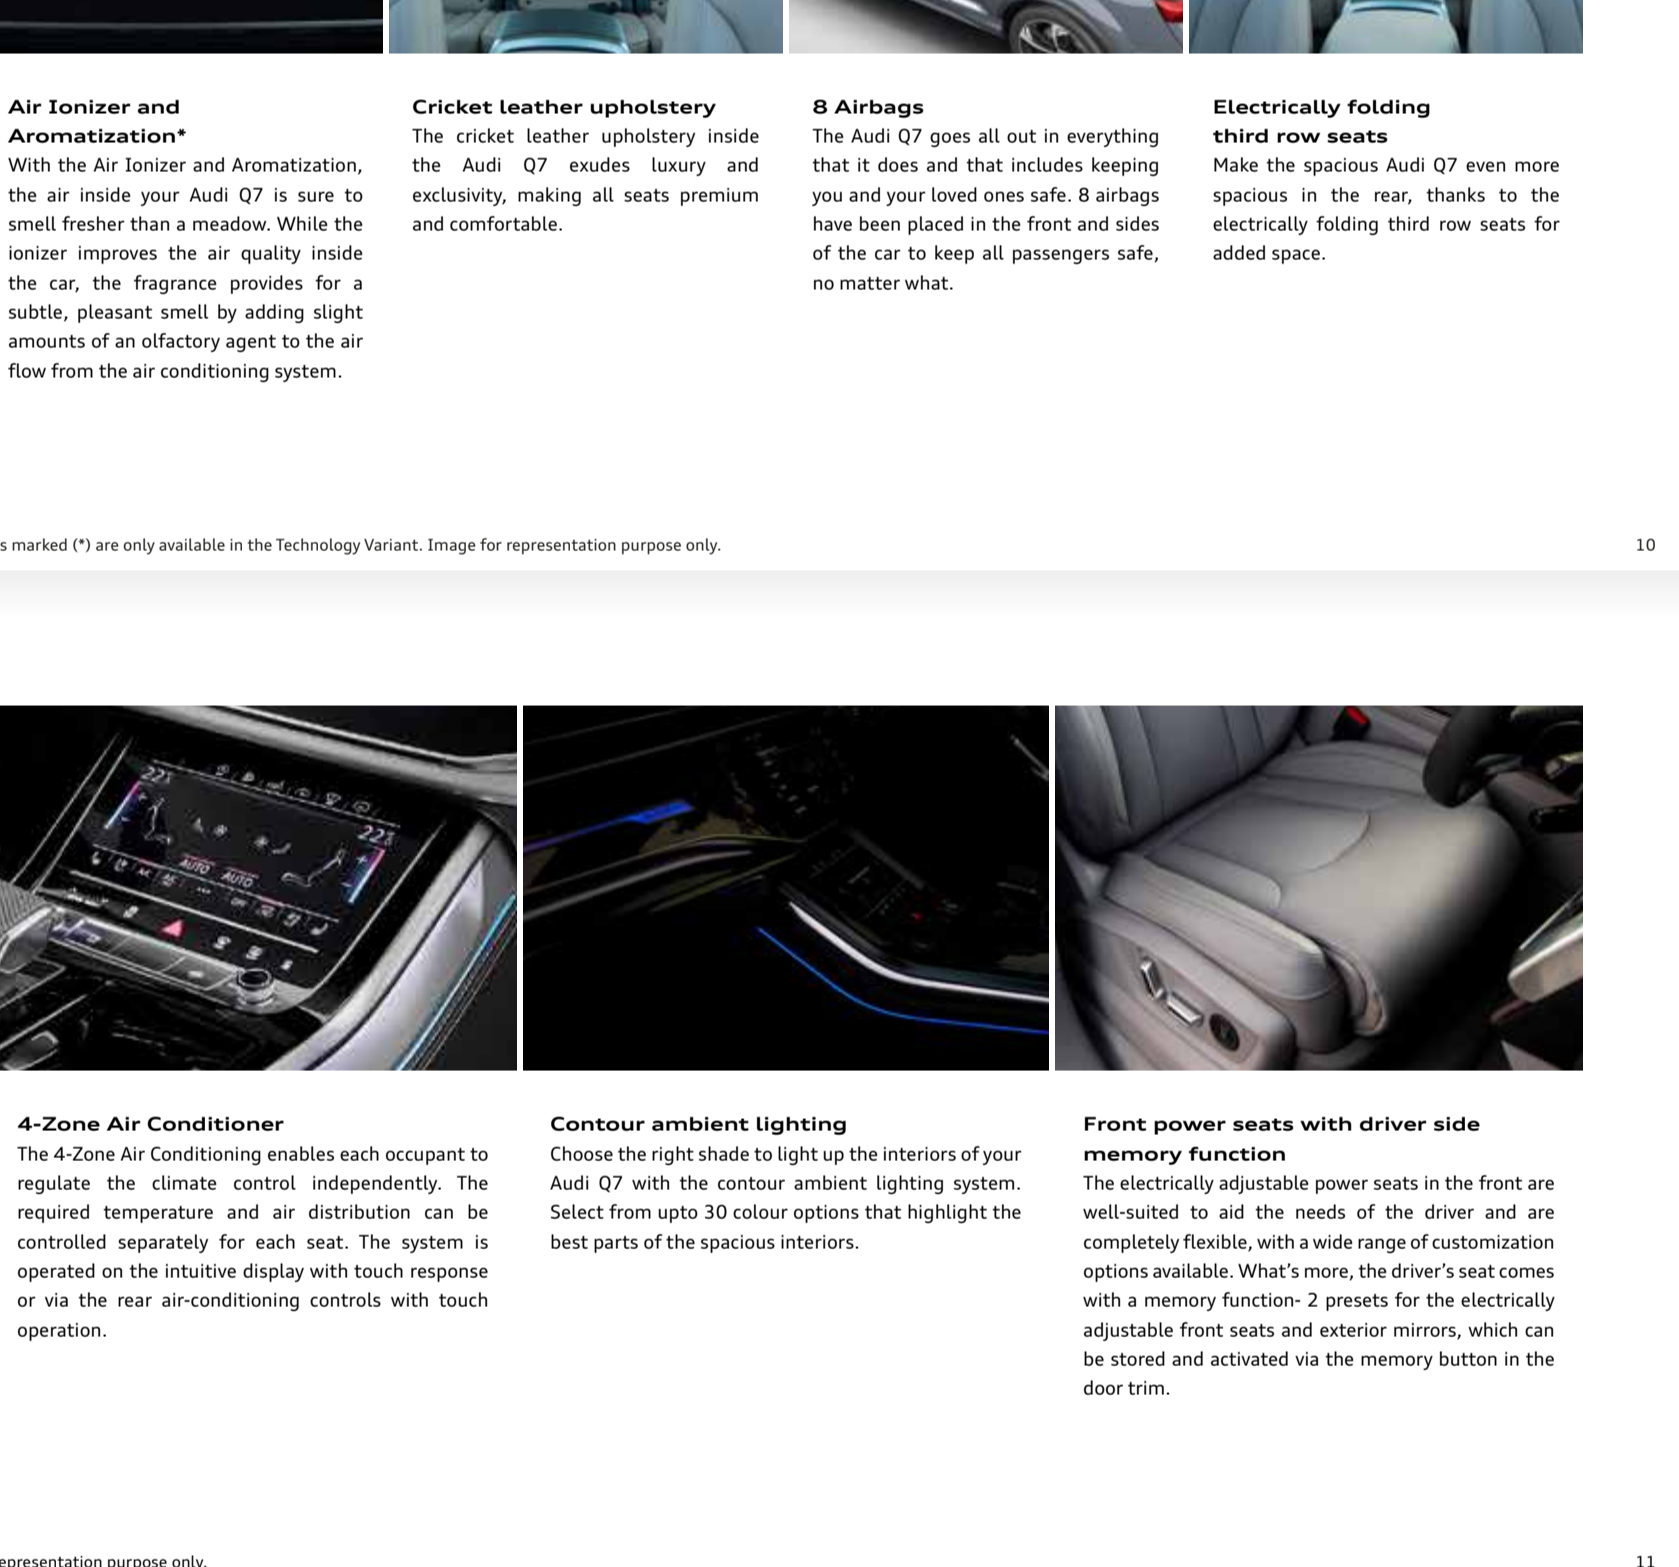 Air Ionizer and
Aromatization*
With the Air Ionizer and Aromatization,
the air inside your Audi Q7 is sure to
smell fresher than a meadow. While the
ionizer improves the air quality inside
the car, the fragrance provides for a
subtle, pleasant smell by adding slight
amounts of an olfactory agent to the air
flow from the air conditioning system.
Cricket leather upholstery
The cricket leather upholstery inside
the Audi Q7 exudes luxury and
exclusivity, making all seats premium
and comfortable.
8 Airbags
The Audi Q7 goes all out in everything
that it does and that includes keeping
you and your loved ones safe. 8 airbags
have been placed in the front and sides
of the car to keep all passengers safe,
no matter what.
Electrically folding
third row seats
Make the spacious Audi Q7 even more
spacious in the rear, thanks to the
electrically folding third row seats for
added space.
s marked (*) are only available in the Technology Variant. Image for representation purpose only.
10
22
22
AUTO AUTO
4-Zone Air Conditioner
The 4-Zone Air Conditioning enables each occupant to
regulate the climate control independently. The
required temperature and air distribution can be
controlled separately for each seat. The system is
operated on the intuitive display with touch response
or via the rear air-conditioning controls with touch
operation.
Contour ambient lighting
Choose the right shade to light up the interiors of your
Audi Q7 with the contour ambient lighting system.
Select from upto 30 colour options that highlight the
best parts of the spacious interiors.
Front power seats with driver side
memory function
The electrically adjustable power seats in the front are
well-suited to aid the needs of the driver and are
completely flexible, with a wide range of customization
options available. What’s more, the driver’s seat comes
with a memory function- 2 presets for the electrically
adjustable front seats and exterior mirrors, which can
be stored and activated via the memory button in the
door trim.
epresentation purpose only.
11